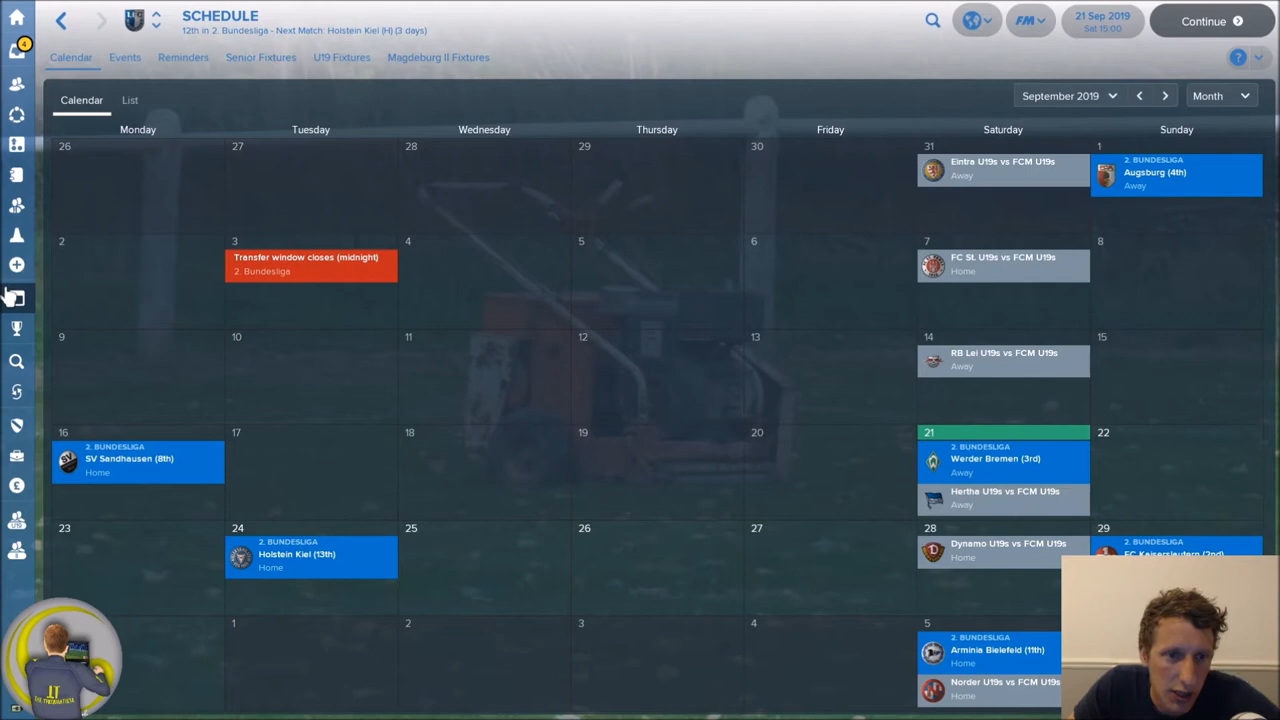 SCHEDULE
12th in 2. Bundesliga - Next Match: Holstein Kiel (H) (3 days)
FM
21 Sep 2019
Sat 15:00
Continue
4
Calendar Events Reminders Senior Fixtures U19 Fixtures Magdeburg II Fixtures
?
Calendar List
September 2019
Month
Monday Tuesday Wednesday Thursday Friday Saturday Sunday
26 27 28 29 30 31 1
Eintra U19s vs FCM U19s
Away
2. BUNDESLIGA
Augsburg (4th)
Away
2 3 4 5 6 7 8
Transfer window closes (midnight)
2. Bundesliga
FC St. U19s vs FCM U19s
Home
9 10 11 12 13 14 15
RB Lei U19s vs FCM U19s
Away
16 17 18 19 20 21 22
2. BUNDESLIGA
SV Sandhausen (8th)
Home
2. BUNDESLIGA
Werder Bremen (3rd)
Away
Hertha U19s vs FCM U19s
Away
23 24 25 26 27 28 29
2. BUNDESLIGA
Holstein Kiel (13th)
Home
Dynamo U19s vs FCM U19s
Home
2. BUNDESLIGA
FC Kaiserslautern (2nd)
1 2 3 4 5
2. BUNDESLIGA
Arminia Bielefeld (11th)
Home
Norder U19s vs FCM U19s
Home
LT